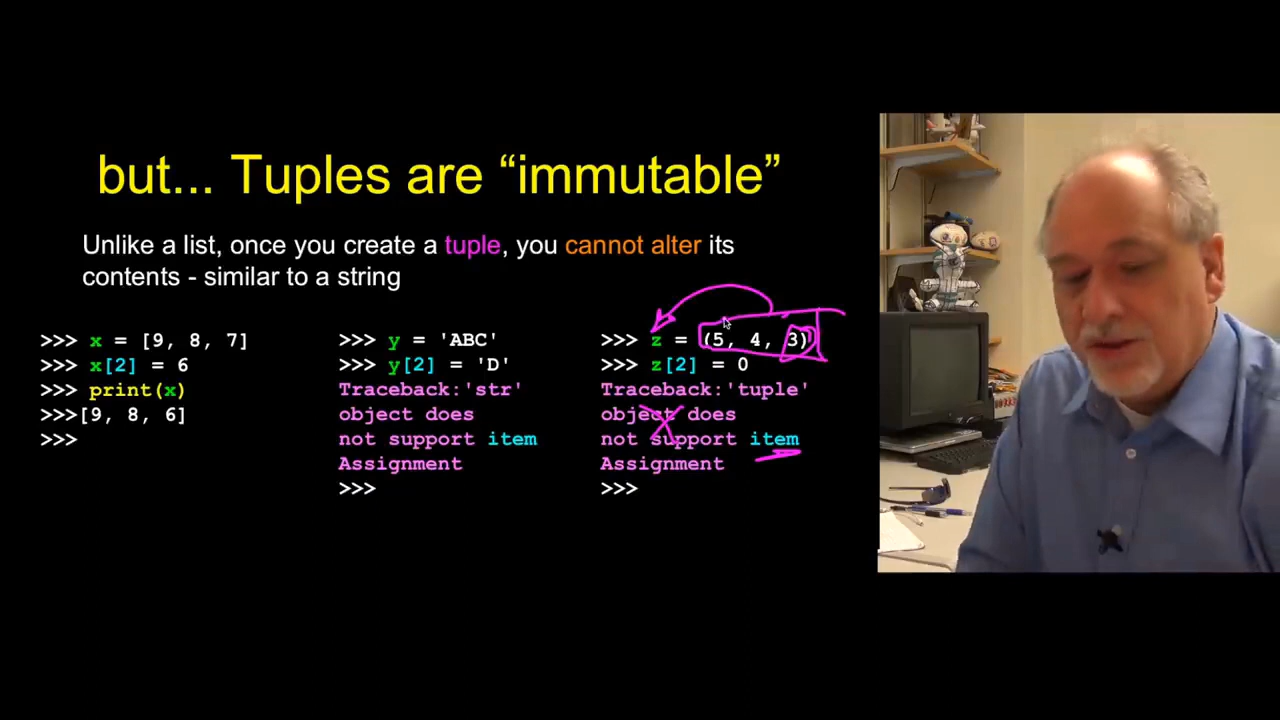 but... Tuples are “immutable”
Unlike a list, once you create a tuple, you cannot alter its
contents - similar to a string
>>> x = [9, 8, 7]
>>> x[2] = 6
>>> print(x)
>>>[9, 8, 6]
>>>
>>> y = 'ABC'
>>> y[2] = 'D'
Traceback:'str'
object does
not support item
Assignment
>>>
>>> z = (5, 4, 3)
>>> z[2] = 0
Traceback:'tuple'
object does
not support item
Assignment
>>>